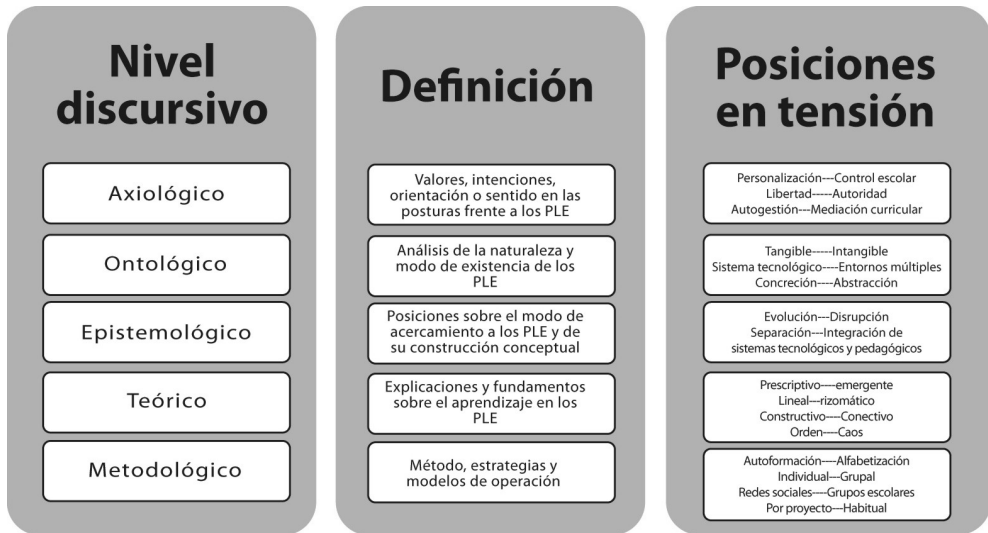 Nivel
discursivo
Axiológico
Ontológico
Epistemológico
Teórico
Metodológico
Definición
Valores, intenciones,
orientación o sentido en las
posturas frente a los PLE
Análisis de la naturaleza y
modo de existencia de los
PLE
Posiciones sobre el modo de
acercamiento a los PLE y de
su construcción conceptual
Explicaciones y fundamentos
sobre el aprendizaje en los
PLE
Método, estrategias y
modelos de operación
Posiciones
en tensión
Personalización---Control escolar
Libertad-----Autoridad
Autogestión---Mediación curricular
Tangible-----Intangible
Sistema tecnológico----Entornos múltiples
Concreción----Abstracción
Evolución---Disrupción
Separación---Integración de
sistemas tecnológicos y pedagógicos
Prescriptivo----emergente
Lineal---rizomático
Constructivo----Conectivo
Orden----Caos
Autoformación----Alfabetización
Individual---Grupal
Redes sociales----Grupos escolares
Por proyecto---Habitual